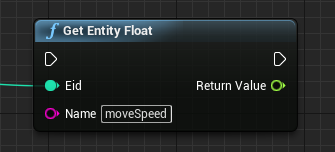 Get Entity Float
Eid Return Value
Name moveSpeed